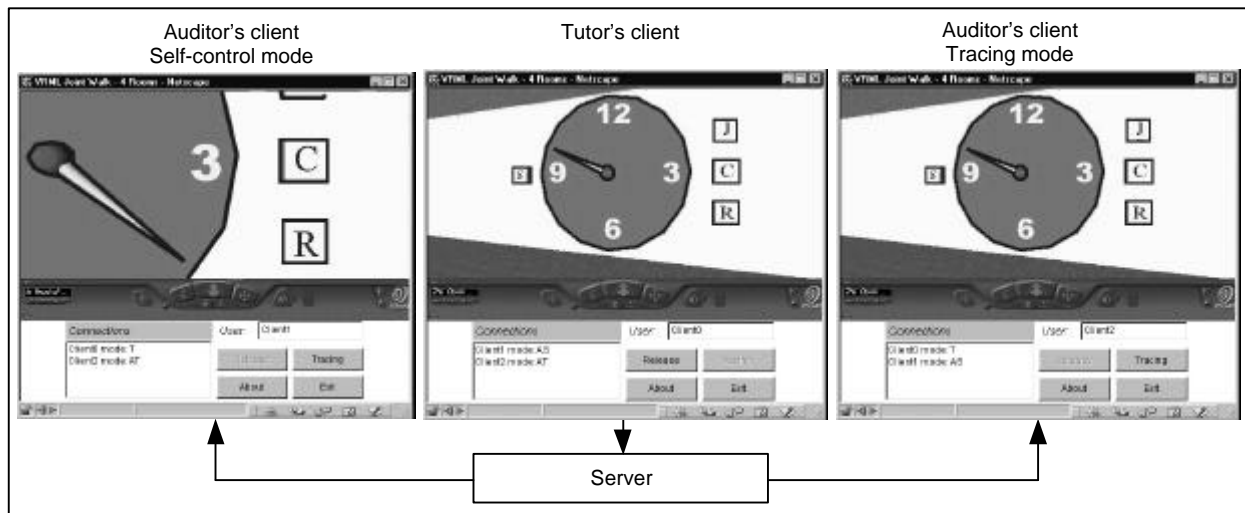 Auditor's client
Self-control mode
VRML Joint Walk - 4 Rooms - Netscape
3
C
R
Connections
Client0 mode:T
Client2 mode:AT
User:
Client1
Tracing
About
Exit
Tutor's client
VRML Joint Walk - 4 Rooms - Netscape
12
3
6
9
S
J
C
R
Connections
Client1 mode:AS
Client2 mode:AT
User:
Client0
Release
About
Exit
Auditor's client
Tracing mode
VRML Joint Walk - 4 Rooms - Netscape
12
3
6
9
S
J
C
R
Connections
Client0 mode:T
Client1 mode:AS
User:
Client2
Tracing
About
Exit
Server